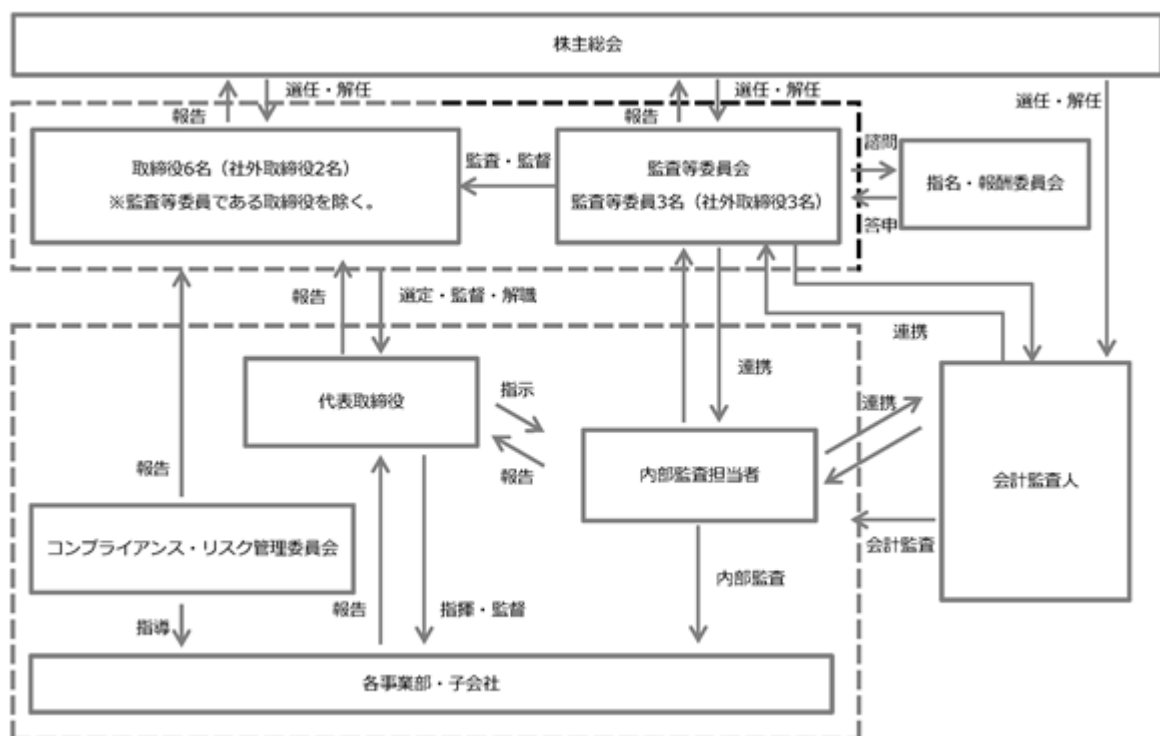 株主総会
選任・解任
選任・解任
選任・解任
報告
報告
取締役6名（社外取締役2名）
※監査等委員である取締役を除く。
監査・監督
監査等委員会
監査等委員3名（社外取締役3名）
諮問
指名・報酬委員会
答申
報告
選定・監督・解職
連携
連携
代表取締役
指示
連携
報告
報告
内部監査担当者
会計監査人
コンプライアンス・リスク管理委員会
会計監査
内部監査
指導
報告
指揮・監督
各事業部・子会社